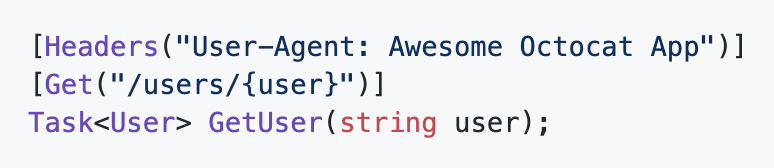 [Headers("User-Agent: Awesome Octocat App")]
[Get("/users/{user}")]
Task<User> GetUser(string user);